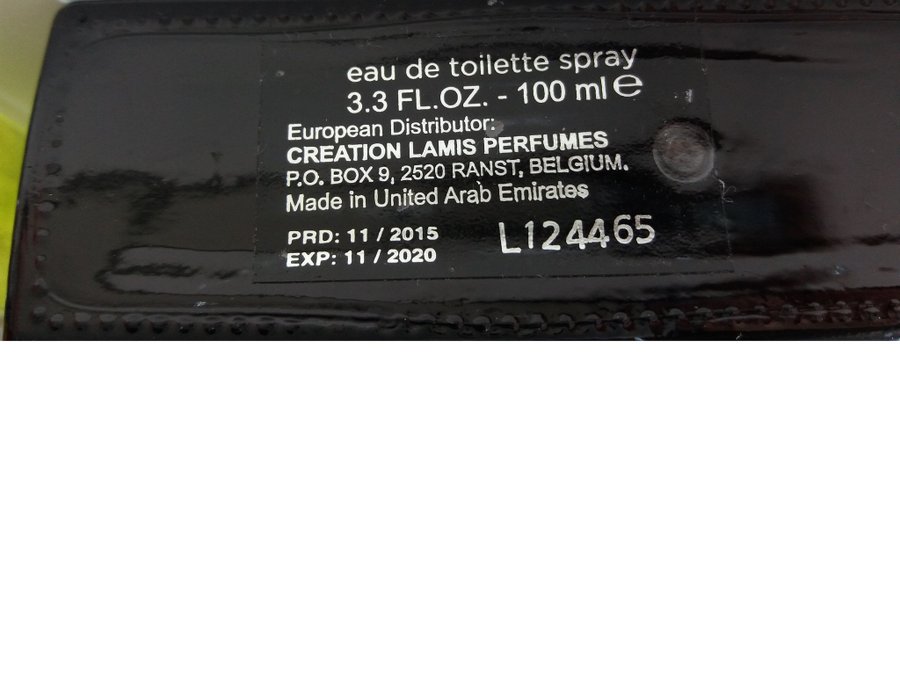 eau de toilette spray
3.3 FL.OZ. - 100 ml ℮
European Distributor:
CREATION LAMIS PERFUMES
P.O. BOX 9, 2520 RANST, BELGIUM.
Made in United Arab Emirates
PRD: 11 / 2015
EXP: 11 / 2020
L124465